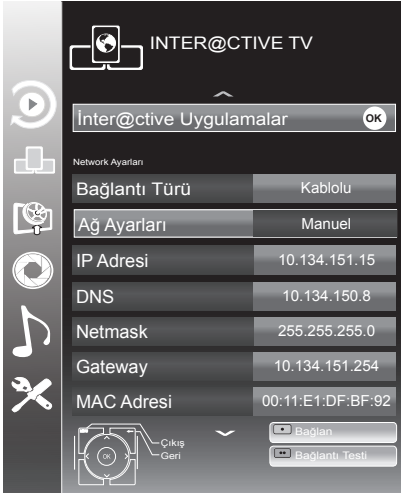 INTER@CTIVE TV
İnter@ctive Uygulamalar OK
Network Ayarları
Bağlantı Türü Kablolu
Ağ Ayarları Manuel
IP Adresi 10.134.151.15
DNS 10.134.150.8
Netmask 255.255.255.0
Gateway 10.134.151.254
MAC Adresi 00:11:E1:DF:BF:92
OK
Çıkış
Geri
Bağlan
Bağlantı Testi